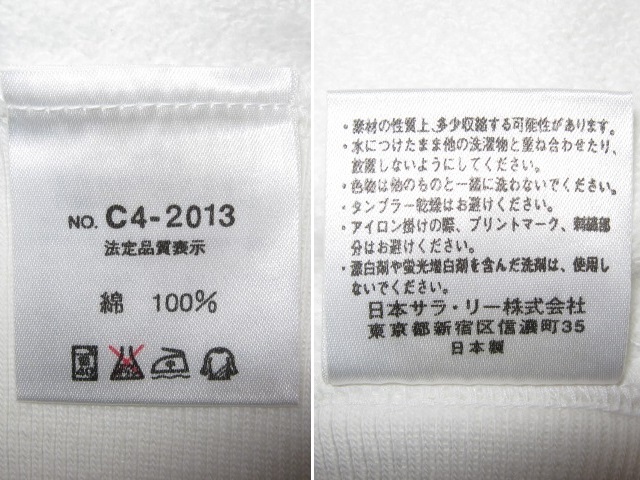 NO. C4-2013
法定品質表示
綿 100%
40
・素材の性質上、多少収縮する可能性があります。
・水につけたまま他の洗濯物と重ね合わせたり、
放置しないようにしてください。
・色物は他のものと一緒に洗わないでください。
・タンブラー乾燥はお避けください。
・アイロン掛けの際、プリントマーク、刺繍部
分はお避けください。
・漂白剤や蛍光増白剤を含んだ洗剤は、使用し
ないでください。
日本サラ・リー株式会社
東京都新宿区信濃町35
日本製